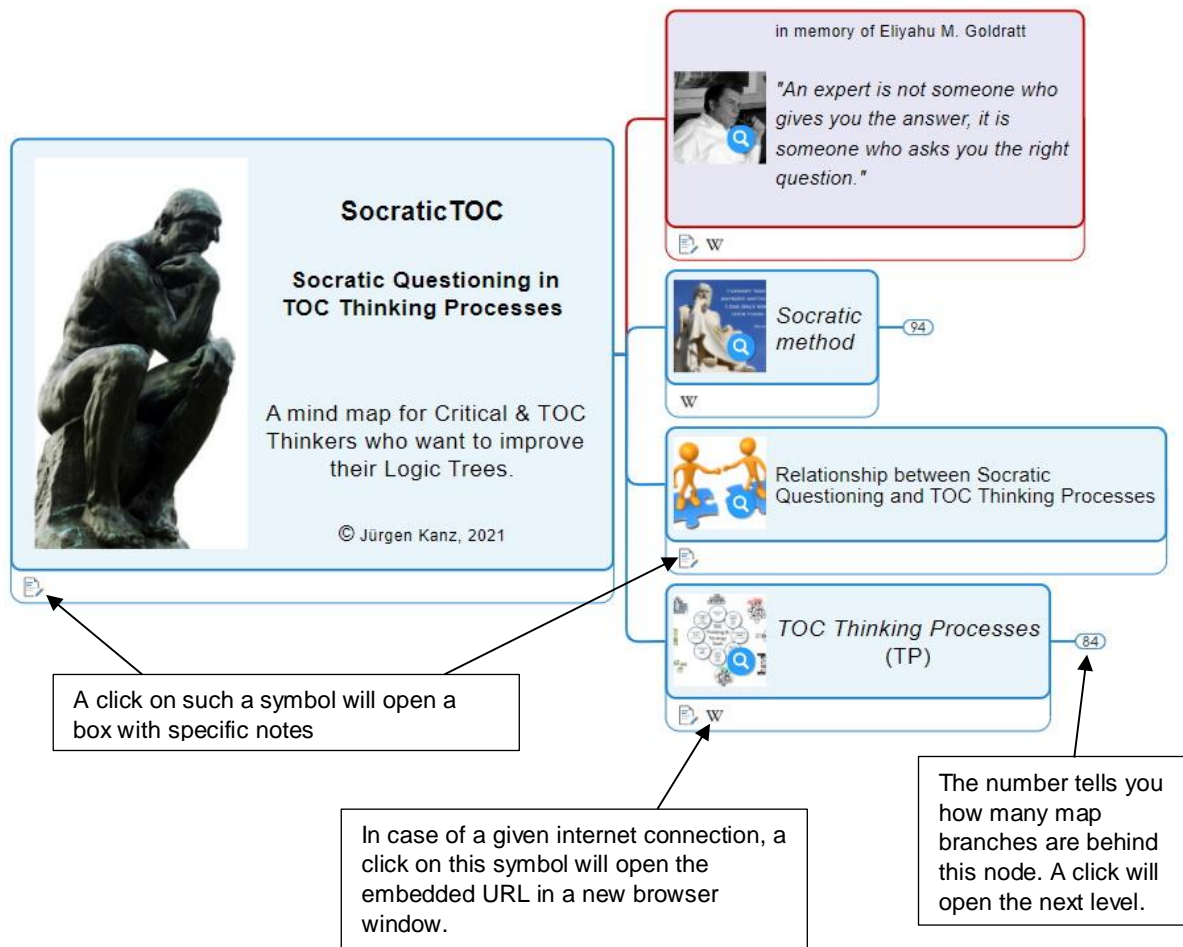 SocraticTOC
Socratic Questioning in
TOC Thinking Processes
A mind map for Critical & TOC
Thinkers who want to improve
their Logic Trees.
© Jürgen Kanz, 2021
in memory of Eliyahu M. Goldratt
"An expert is not someone who
gives you the answer, it is
someone who asks you the right
question."
W
Socratic
method
94
W
Relationship between Socratic
Questioning and TOC Thinking Processes
TOC Thinking Processes
(TP)
84
W
A click on such a symbol will open a
box with specific notes
In case of a given internet connection, a
click on this symbol will open the
embedded URL in a new browser
window.
The number tells you
how many map
branches are behind
this node. A click will
open the next level.